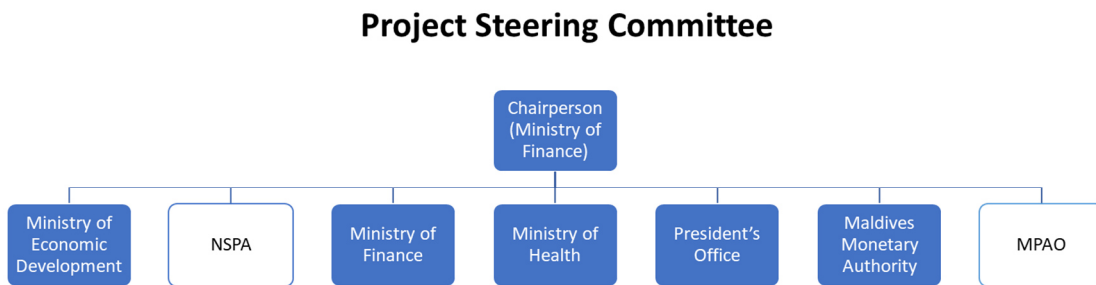 Project Steering Committee
Chairperson
(Ministry of
Finance)
Ministry of
Economic
Development
NSPA
Ministry of
Finance
Ministry of
Health
President's
Office
Maldives
Monetary
Authority
MPAO